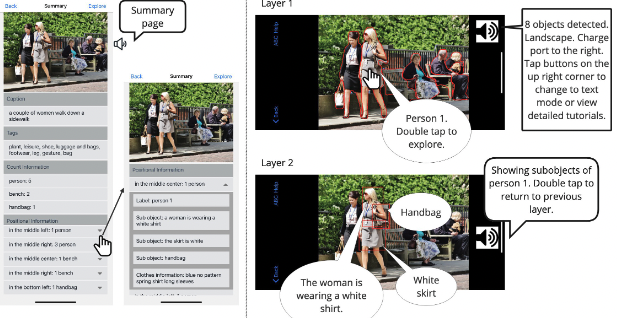 Back Summary Explore
Caption
a couple of women walk down a
sidewalk
tags
plant, leisure, shoe, luggage and bags,
footwear, leg, gesture, bag
Count Information
person: 5
bench: 2
handbag: 1
Positional Information
in the middle left: 1 person
in the middle right: 3 person
in the middle center: 1 bench
in the middle right: 1 bench
in the bottom left: 1 handbag
Summary
page
Back Summary Explore
Positional Information
in the middle center: 1 person
Label: person 1
Sub object: a woman is wearing a
white shirt
Sub object: the skirt is white
Sub object: handbag
Clothes information: blue no pattern
spring shirt long sleeves
Layer 1
ABC Help
Back
Person 1.
Double tap to
explore.
8 objects detected.
Landscape. Charge
port to the right.
Tap buttons on the
up right corner to
change to text
mode or view
detailed tutorials.
Layer 2
ABC Help
Back
Handbag
The woman is
wearing a white
shirt.
White
skirt
Showing subobjects of
person 1. Double tap to
return to previous
layer.